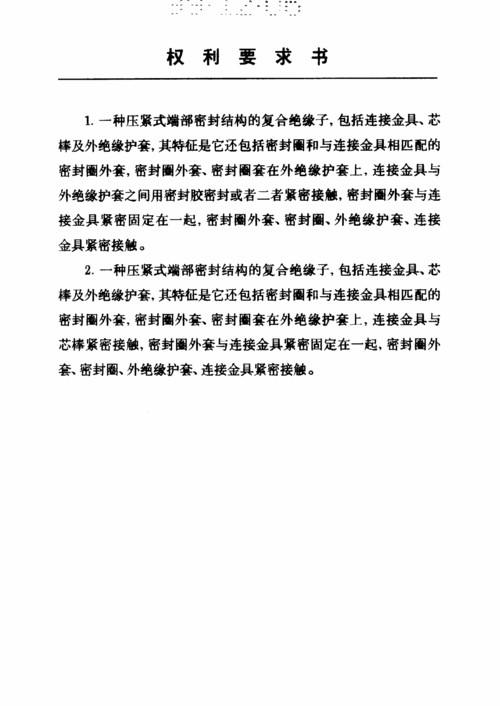 权利要求书
1. 一种压紧式端部密封结构的复合绝缘子, 包括连接金具、芯
棒及外绝缘护套, 其特征是它还包括密封圈和与连接金具相匹配的
密封圈外套, 密封圈外套、密封圈套在外绝缘护套上, 连接金具与
外绝缘护套之间用密封胶密封或者二者紧密接触, 密封圈外套与连
接金具紧密固定在一起, 密封圈外套、密封圈、外绝缘护套、连接
金具紧密接触。
2. 一种压紧式端部密封结构的复合绝缘子, 包括连接金具、芯
棒及外绝缘护套, 其特征是它还包括密封圈和与连接金具相匹配的
密封圈外套, 密封圈外套、密封圈套在外绝缘护套上, 连接金具与
芯棒紧密接触, 密封圈外套与连接金具紧密固定在一起, 密封圈外
套、密封圈、外绝缘护套、连接金具紧密接触。